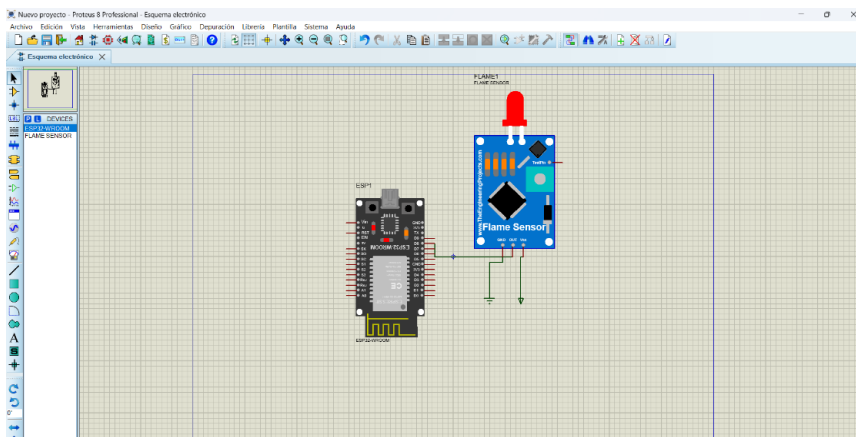 Nuevo proyecto - Proteus 8 Professional - Esquema electrónico
Archivo Edición Vista Herramientas Diseño Gráfico Depuración Librería Plantilla Sistema Ayuda
Esquema electrónico
DEVICES
ESP32-WROOM
FLAME SENSOR
FLAME1
FLAME SENSOR
www.TheEngineeringProjects.com
TestPin
Flame Sensor
GND OUT Vcc
ESP1
ESP32-WROOM
CE
ESP32-WROOM